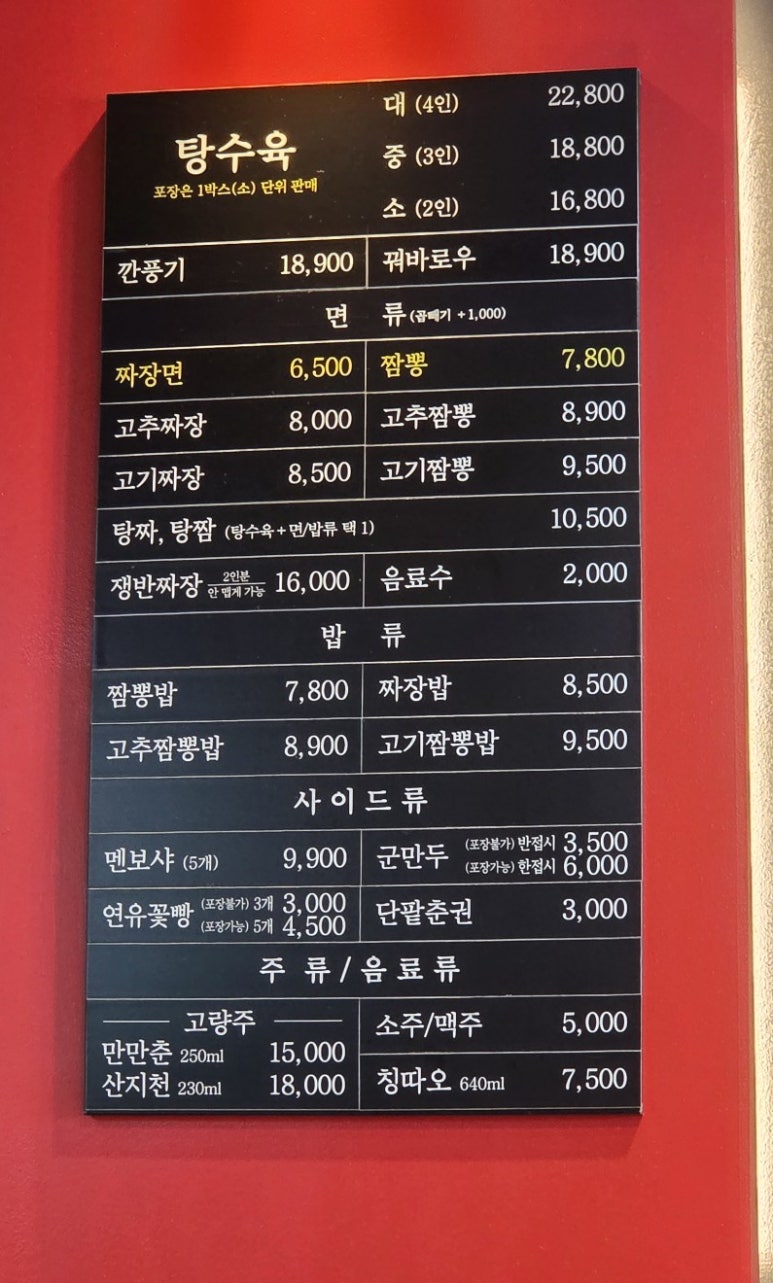 탕수육
포장은 1박스(소) 단위 판매
대 (4인) 22,800
중 (3인) 18,800
소 (2인) 16,800
깐풍기 18,900 꿔바로우 18,900
면 류 (곱빼기 +1,000)
짜장면 6,500 짬뽕 7,800
고추짜장 8,000 고추짬뽕 8,900
고기짜장 8,500 고기짬뽕 9,500
탕짜, 탕짬 (탕수육+면/밥류 택 1) 10,500
쟁반짜장 2인분 안 맵게 가능 16,000 음료수 2,000
밥 류
짬뽕밥 7,800 짜장밥 8,500
고추짬뽕밥 8,900 고기짬뽕밥 9,500
사이드류
멘보샤 (5개) 9,900
군만두 (포장불가) 반접시 3,500
(포장가능) 한접시 6,000
연유꽃빵 (포장불가) 3개 3,000
(포장가능) 5개 4,500
단팥춘권 3,000
주 류 / 음 료 류
고량주
만만춘 250ml 15,000
산지천 230ml 18,000
소주/맥주 5,000
칭따오 640ml 7,500